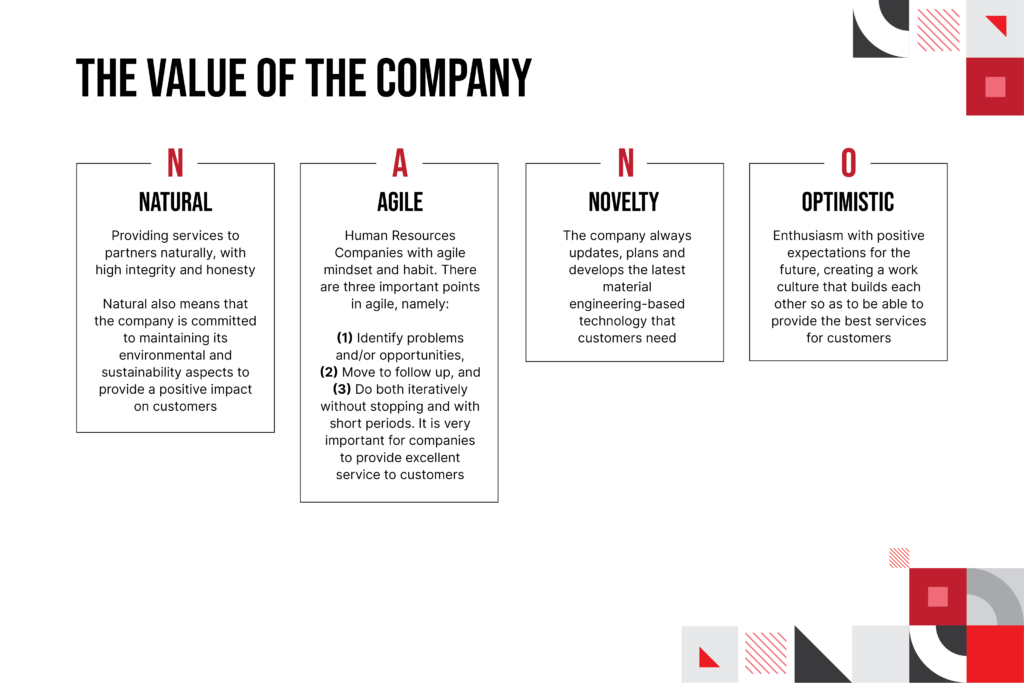 THE VALUE OF THE COMPANY
N
NATURAL
Providing services to
partners naturally, with
high integrity and honesty
Natural also means that
the company is committed
to maintaining its
environmental and
sustainability aspects to
provide a positive impact
on customers
A
AGILE
Human Resources
Companies with agile
mindset and habit. There
are three important points
in agile, namely:
(1) Identify problems
and/or opportunities,
(2) Move to follow up, and
(3) Do both iteratively
without stopping and with
short periods. It is very
important for companies
to provide excellent
service to customers
N
NOVELTY
The company always
updates, plans and
develops the latest
material
engineering-based
technology that
customers need
O
OPTIMISTIC
Enthusiasm with positive
expectations for the
future, creating a work
culture that builds each
other so as to be able to
provide the best services
for customers